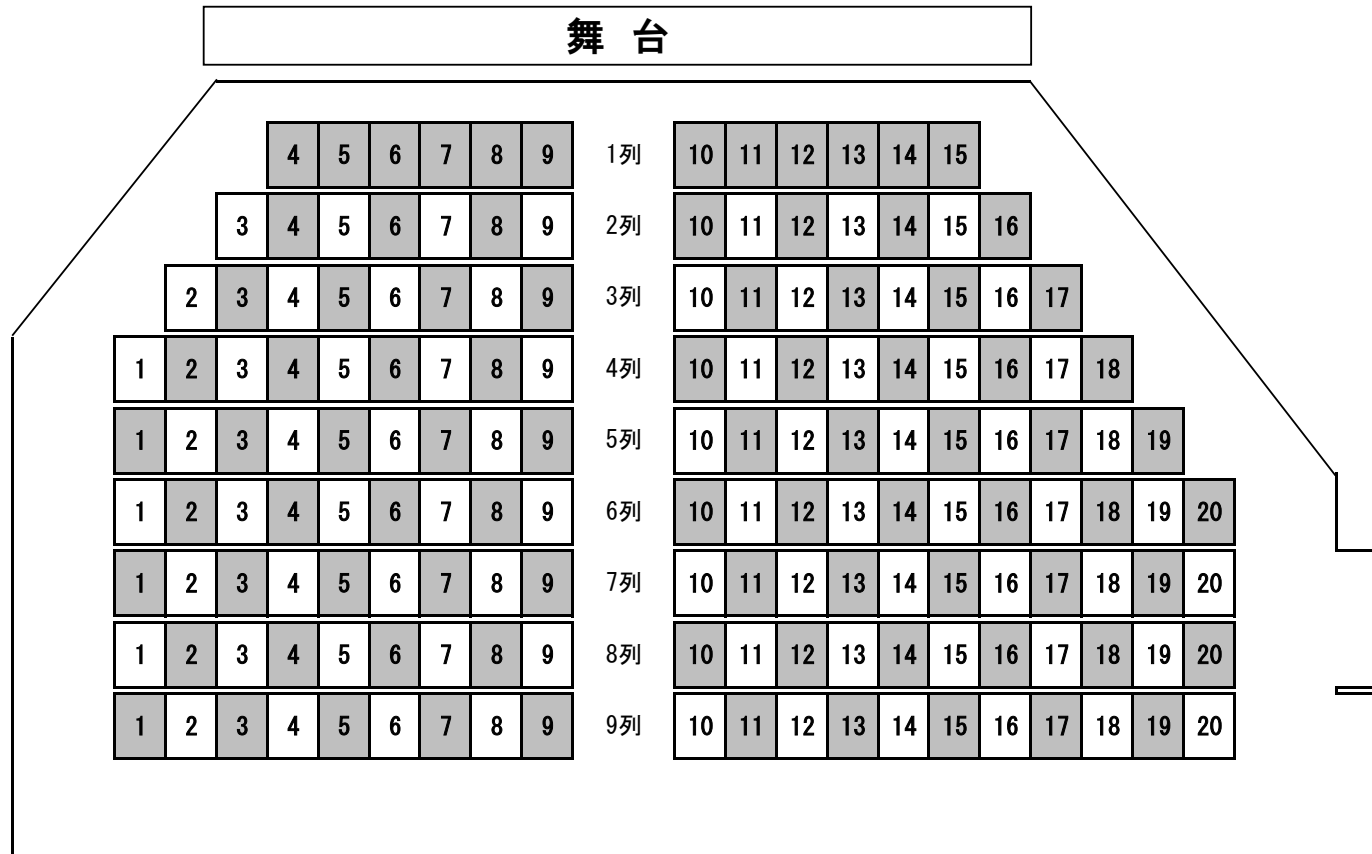 舞 台
4 5 6 7 8 9 1列 10 11 12 13 14 15
3 4 5 6 7 8 9 2列 10 11 12 13 14 15 16
2 3 4 5 6 7 8 9 3列 10 11 12 13 14 15 16 17
1 2 3 4 5 6 7 8 9 4列 10 11 12 13 14 15 16 17 18
1 2 3 4 5 6 7 8 9 5列 10 11 12 13 14 15 16 17 18 19
1 2 3 4 5 6 7 8 9 6列 10 11 12 13 14 15 16 17 18 19 20
1 2 3 4 5 6 7 8 9 7列 10 11 12 13 14 15 16 17 18 19 20
1 2 3 4 5 6 7 8 9 8列 10 11 12 13 14 15 16 17 18 19 20
1 2 3 4 5 6 7 8 9 9列 10 11 12 13 14 15 16 17 18 19 20